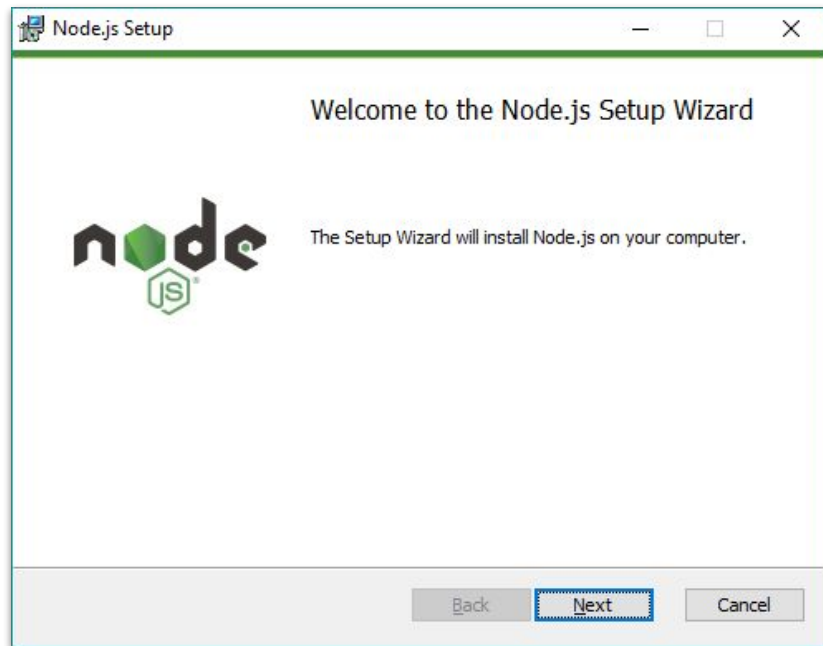 Node.js Setup
Welcome to the Node.js Setup Wizard
node
JS
The Setup Wizard will install Node.js on your computer.
Back
Next
Cancel